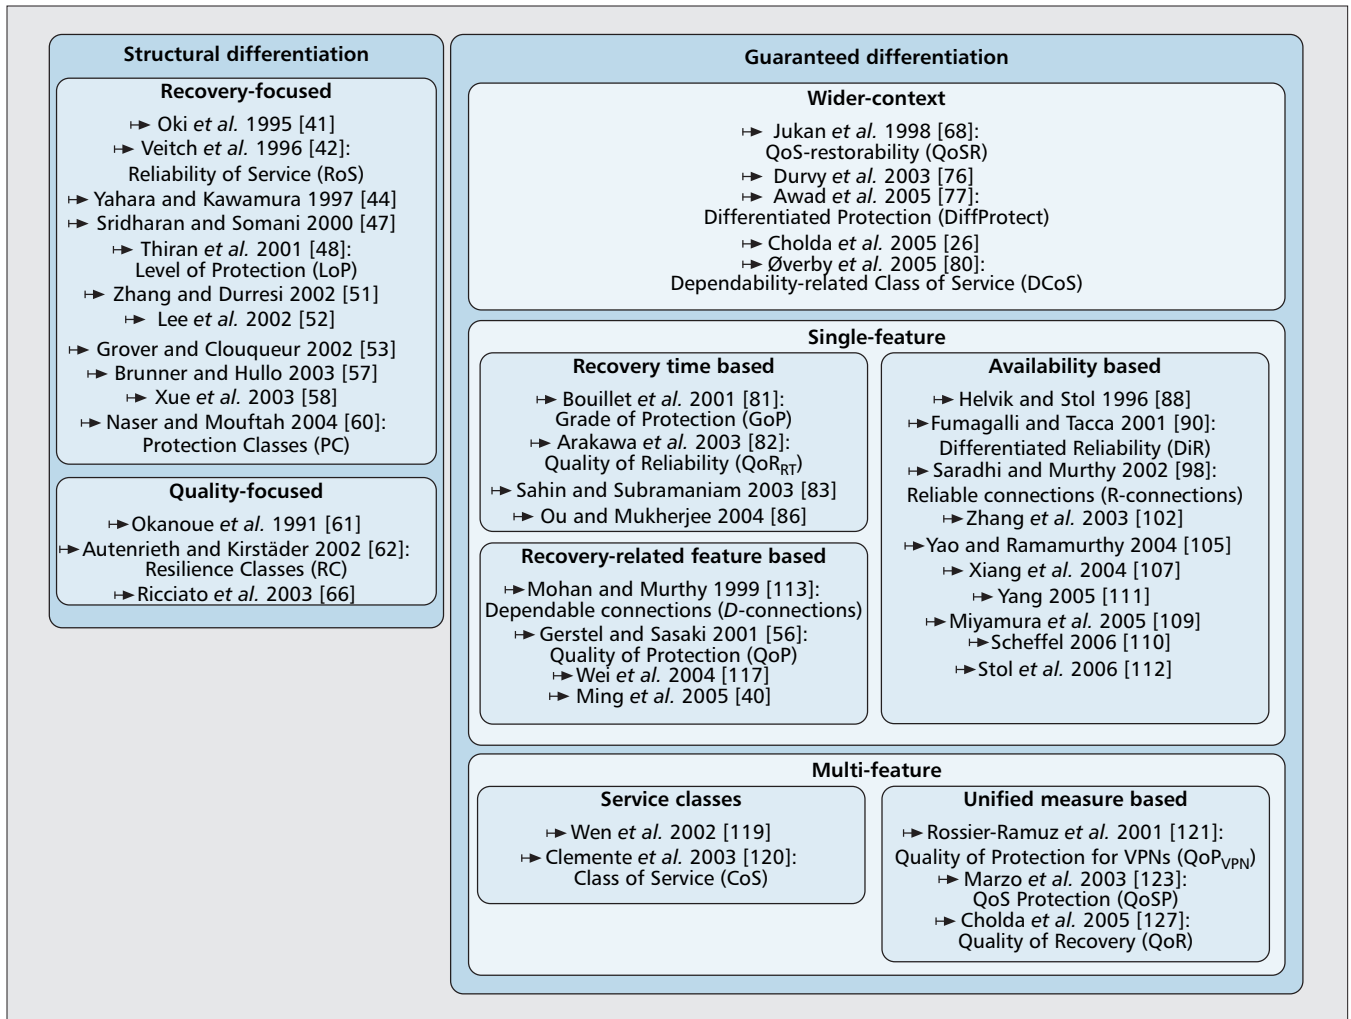 Structural differentiation
Recovery-focused
↦ Oki et al. 1995 [41]
↦ Veitch et al. 1996 [42]:
Reliability of Service (RoS)
↦ Yahara and Kawamura 1997 [44]
↦ Sridharan and Somani 2000 [47]
↦ Thiran et al. 2001 [48]:
Level of Protection (LoP)
↦ Zhang and Durresi 2002 [51]
↦ Lee et al. 2002 [52]
↦ Grover and Clouqueur 2002 [53]
↦ Brunner and Hullo 2003 [57]
↦ Xue et al. 2003 [58]
↦ Naser and Mouftah 2004 [60]:
Protection Classes (PC)
Quality-focused
↦ Okanoue et al. 1991 [61]
↦ Autenrieth and Kirstäder 2002 [62]:
Resilience Classes (RC)
↦ Ricciato et al. 2003 [66]
Guaranteed differentiation
Wider-context
↦ Jukan et al. 1998 [68]:
QoS-restorability (QoSR)
↦ Durvy et al. 2003 [76]
↦ Awad et al. 2005 [77]:
Differentiated Protection (DiffProtect)
↦ Cholda et al. 2005 [26]
↦ Øverby et al. 2005 [80]:
Dependability-related Class of Service (DCoS)
Single-feature
Recovery time based
↦ Bouillet et al. 2001 [81]:
Grade of Protection (GoP)
↦ Arakawa et al. 2003 [82]:
Quality of Reliability (QoR_RT)
↦ Sahin and Subramaniam 2003 [83]
↦ Ou and Mukherjee 2004 [86]
Recovery-related feature based
↦ Mohan and Murthy 1999 [113]:
Dependable connections (D-connections)
↦ Gerstel and Sasaki 2001 [56]:
Quality of Protection (QoP)
↦ Wei et al. 2004 [117]
↦ Ming et al. 2005 [40]
Availability based
↦ Helvik and Stol 1996 [88]
↦ Fumagalli and Tacca 2001 [90]:
Differentiated Reliability (DiR)
↦ Saradhi and Murthy 2002 [98]:
Reliable connections (R-connections)
↦ Zhang et al. 2003 [102]
↦ Yao and Ramamurthy 2004 [105]
↦ Xiang et al. 2004 [107]
↦ Yang 2005 [111]
↦ Miyamura et al. 2005 [109]
↦ Scheffel 2006 [110]
↦ Stol et al. 2006 [112]
Multi-feature
Service classes
↦ Wen et al. 2002 [119]
↦ Clemente et al. 2003 [120]:
Class of Service (CoS)
Unified measure based
↦ Rossier-Ramuz et al. 2001 [121]:
Quality of Protection for VPNs (QoP_VPN)
↦ Marzo et al. 2003 [123]:
QoS Protection (QoSP)
↦ Cholda et al. 2005 [127]:
Quality of Recovery (QoR)